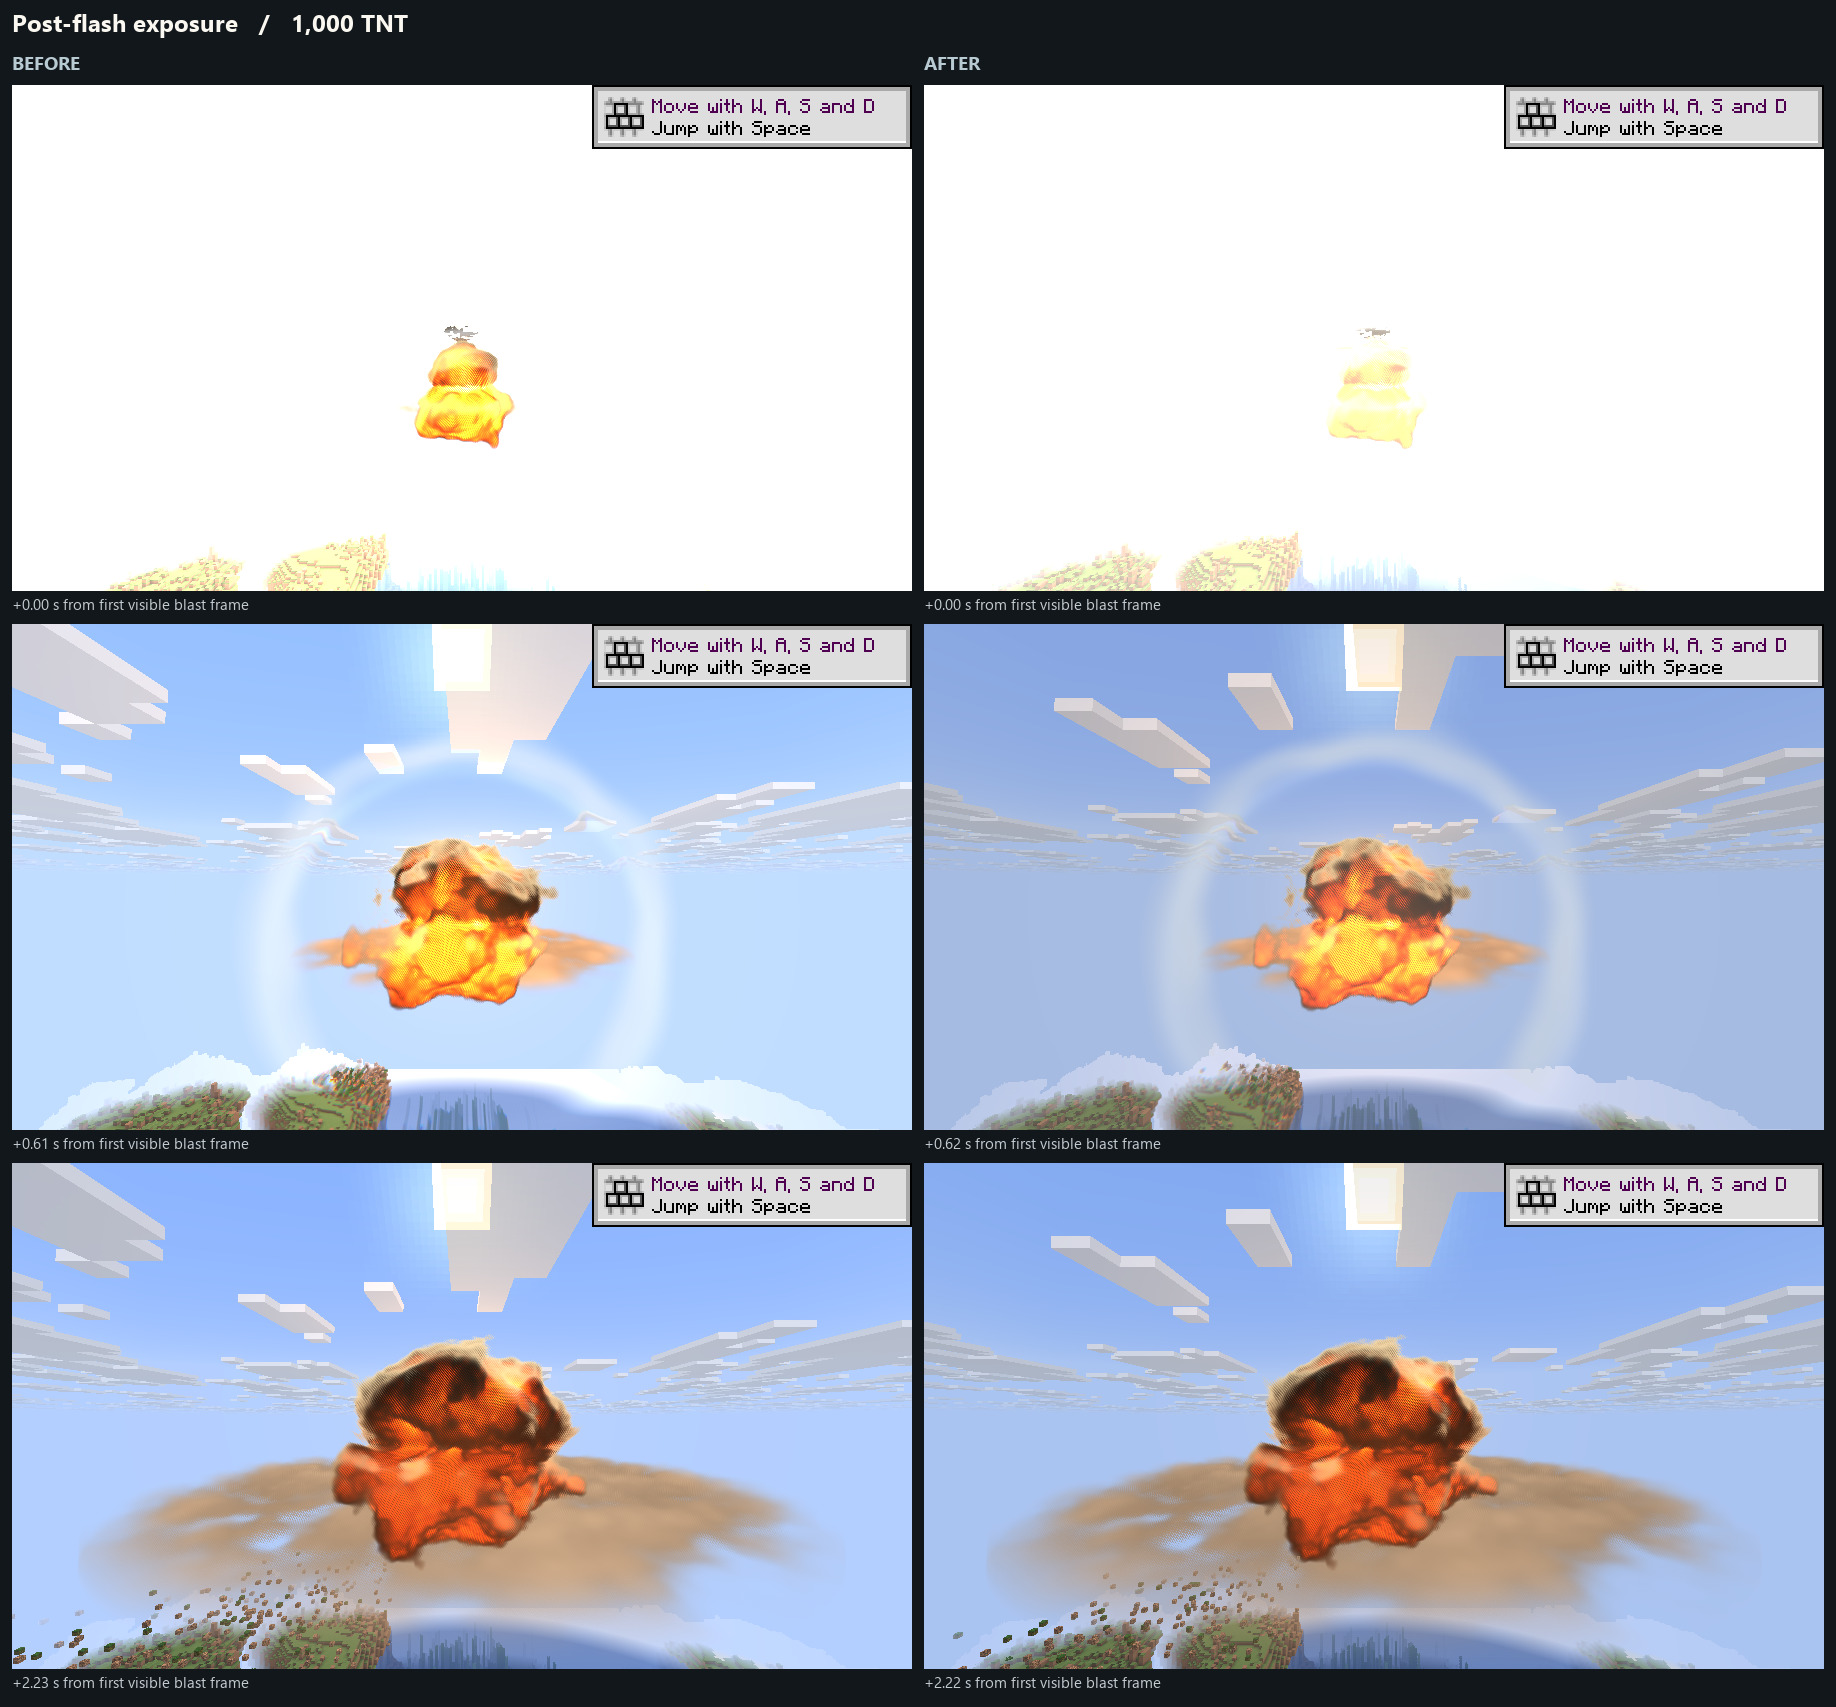 Post-flash exposure / 1,000 TNT
BEFORE
AFTER
Move with W, A, S and D
Jump with Space
Move with W, A, S and D
Jump with Space
+0.00 s from first visible blast frame
+0.00 s from first visible blast frame
Move with W, A, S and D
Jump with Space
Move with W, A, S and D
Jump with Space
+0.61 s from first visible blast frame
+0.62 s from first visible blast frame
Move with W, A, S and D
Jump with Space
Move with W, A, S and D
Jump with Space
+2.23 s from first visible blast frame
+2.22 s from first visible blast frame